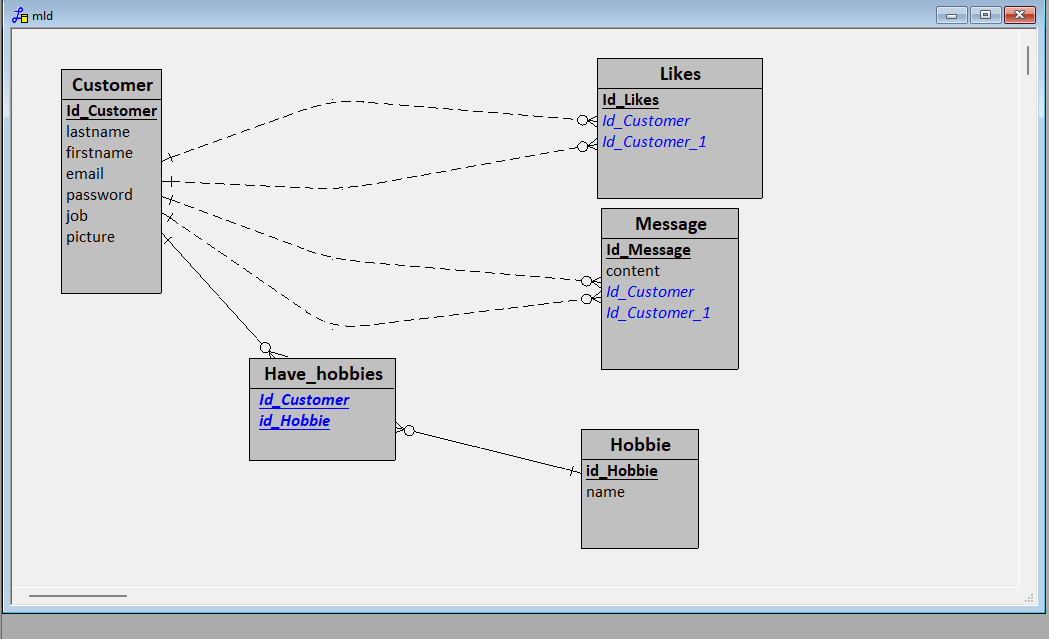 mld
Customer
Id_Customer
lastname
firstname
email
password
job
picture
Likes
Id_Likes
Id_Customer
Id_Customer_1
Message
Id_Message
content
Id_Customer
Id_Customer_1
Have_hobbies
Id_Customer
id_Hobbie
Hobbie
id_Hobbie
name